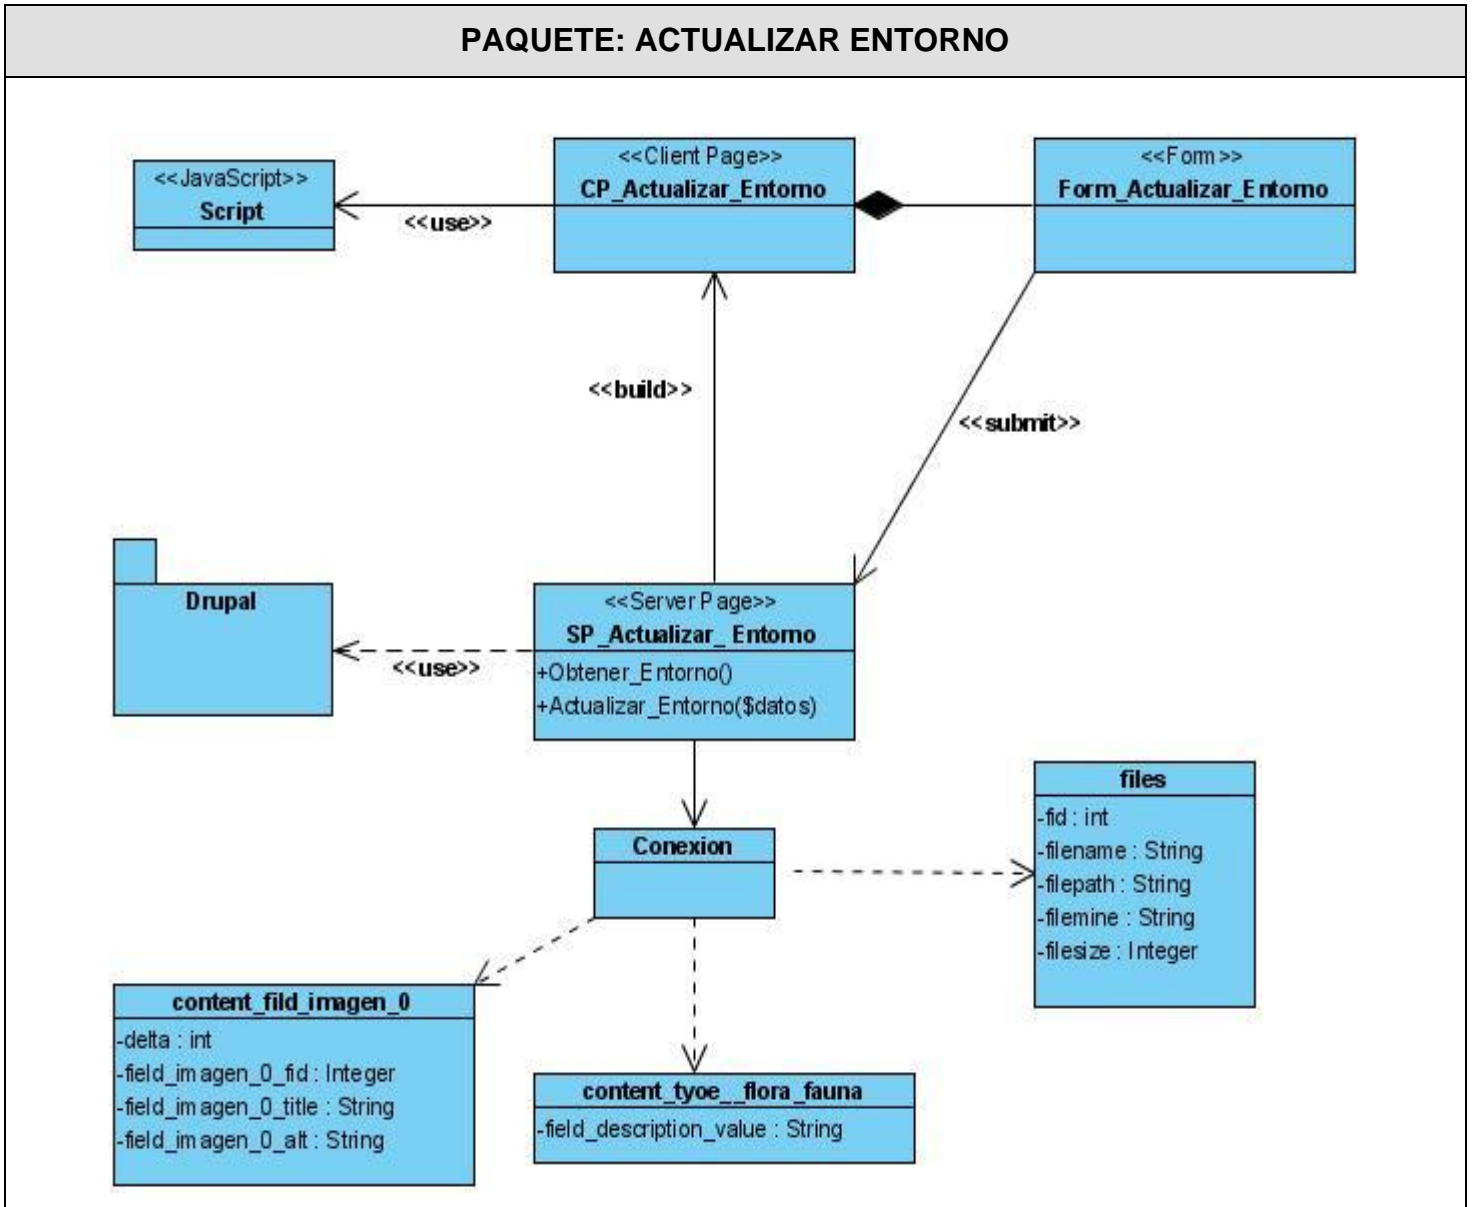 PAQUETE: ACTUALIZAR ENTORNO
<<JavaScript>>
Script
<<use>>
<<Client Page>>
CP_Actualizar_Entorno
<<Form>>
Form_Actualizar_Entorno
<<build>>
<<submit>>
Drupal
<<use>>
<<Server Page>>
SP_Actualizar_ Entorno
+Obtener_Entorno()
+Actualizar_Entorno($datos)
Conexion
files
-fid : int
-filename : String
-filepath : String
-filemine : String
-filesize : Integer
content_fild_imagen_0
-delta : int
-field_imagen_0_fid : Integer
-field_imagen_0_title : String
-field_imagen_0_alt : String
content_tyoe__flora_fauna
-field_description_value : String